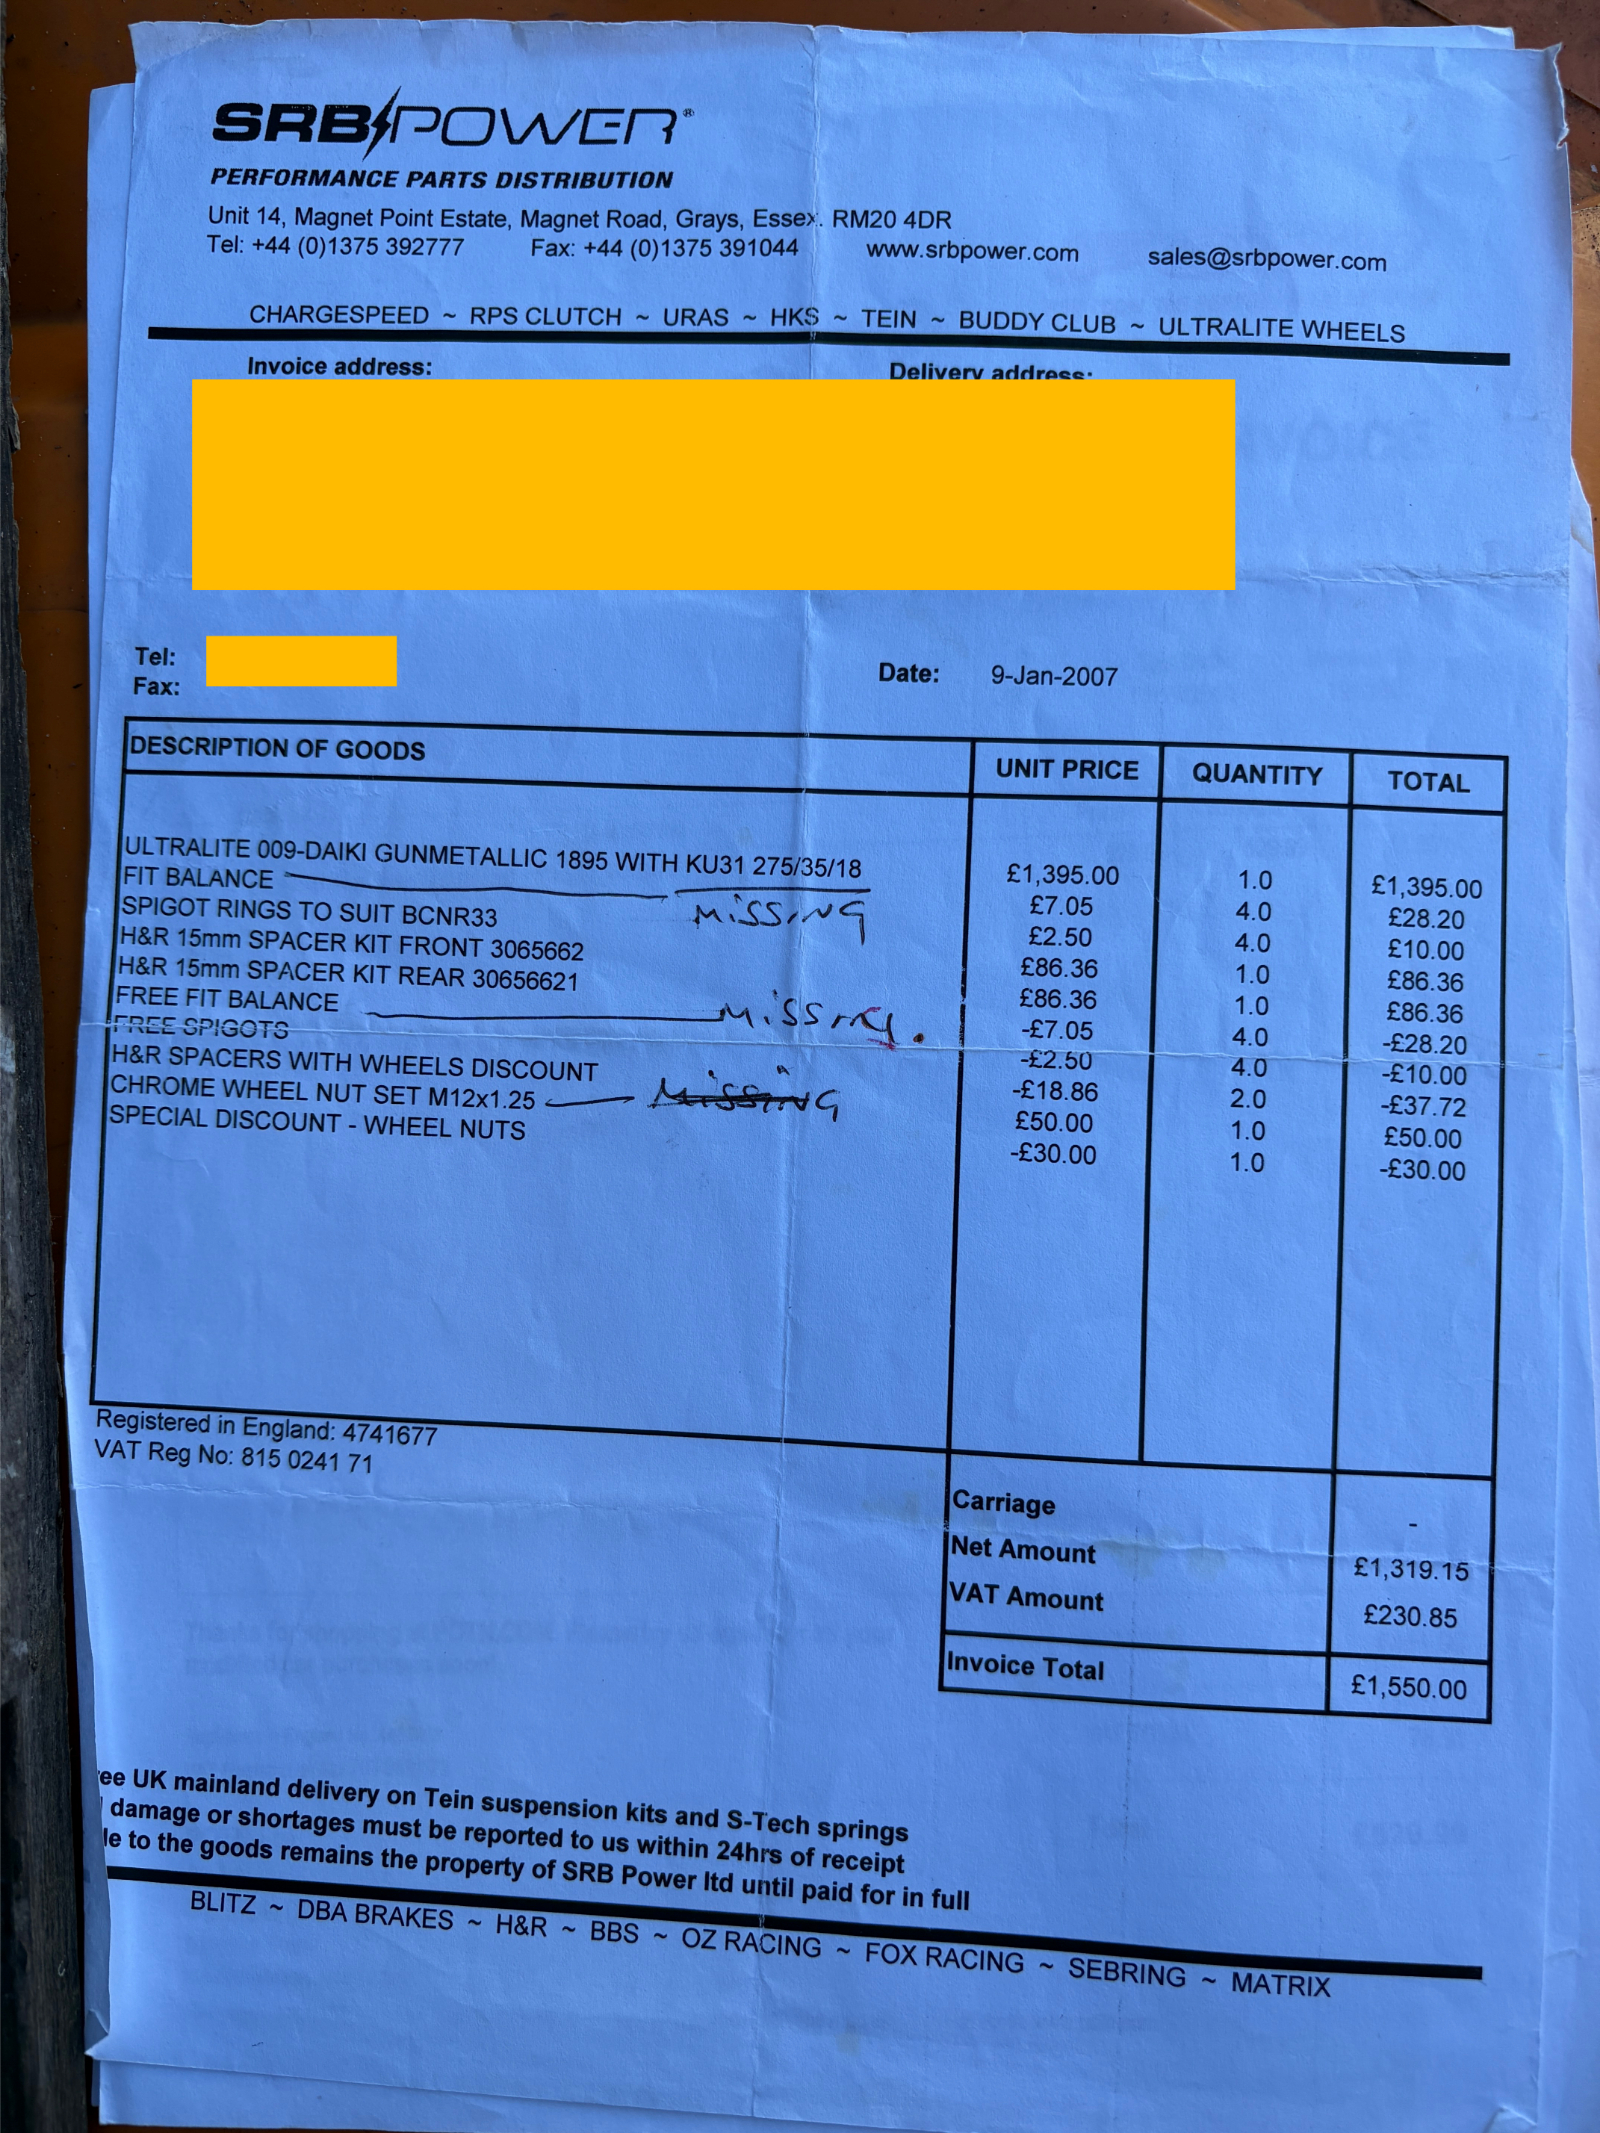 SRB POWER®
PERFORMANCE PARTS DISTRIBUTION
Unit 14, Magnet Point Estate, Magnet Road, Grays, Essex. RM20 4DR
Tel: +44 (0)1375 392777 Fax: +44 (0)1375 391044 www.srbpower.com sales@srbpower.com
CHARGESPEED ~ RPS CLUTCH ~ URAS ~ HKS ~ TEIN ~ BUDDY CLUB ~ ULTRALITE WHEELS
Invoice address: Delivery address:
Tel:
Fax:
Date: 9-Jan-2007
DESCRIPTION OF GOODS UNIT PRICE QUANTITY TOTAL
ULTRALITE 009-DAIKI GUNMETALLIC 1895 WITH KU31 275/35/18 £1,395.00 1.0 £1,395.00
FIT BALANCE MISSING £7.05 4.0 £28.20
SPIGOT RINGS TO SUIT BCNR33 £2.50 4.0 £10.00
H&R 15mm SPACER KIT FRONT 3065662 £86.36 1.0 £86.36
H&R 15mm SPACER KIT REAR 30656621 £86.36 1.0 £86.36
FREE FIT BALANCE MISSING. -£7.05 4.0 -£28.20
FREE SPIGOTS -£2.50 4.0 -£10.00
H&R SPACERS WITH WHEELS DISCOUNT -£18.86 2.0 -£37.72
CHROME WHEEL NUT SET M12x1.25 MISSING £50.00 1.0 £50.00
SPECIAL DISCOUNT - WHEEL NUTS -£30.00 1.0 -£30.00
Registered in England: 4741677
VAT Reg No: 815 0241 71
Carriage -
Net Amount £1,319.15
VAT Amount £230.85
Invoice Total £1,550.00
ee UK mainland delivery on Tein suspension kits and S-Tech springs
damage or shortages must be reported to us within 24hrs of receipt
le to the goods remains the property of SRB Power ltd until paid for in full
BLITZ ~ DBA BRAKES ~ H&R ~ BBS ~ OZ RACING ~ FOX RACING ~ SEBRING ~ MATRIX